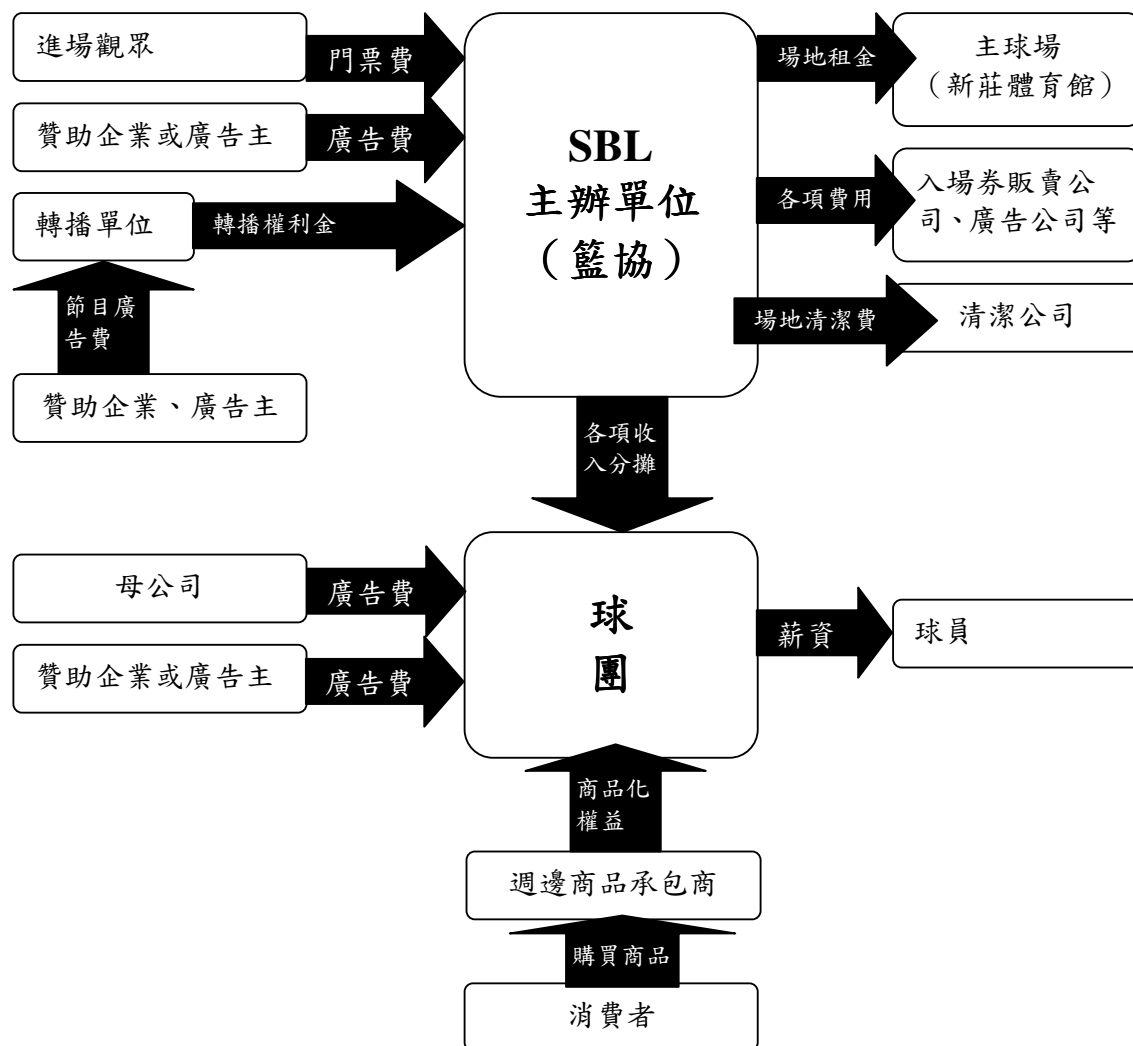 進場觀眾
門票費
贊助企業或廣告主
廣告費
轉播單位
轉播權利金
節目廣
告費
贊助企業、廣告主
SBL
主辦單位
（籃協）
場地租金
主球場
（新莊體育館）
各項費用
入場券販賣公
司、廣告公司等
場地清潔費
清潔公司
各項收
入分攤
母公司
廣告費
贊助企業或廣告主
廣告費
球
團
薪資
球員
商品化
權益
週邊商品承包商
購買商品
消費者